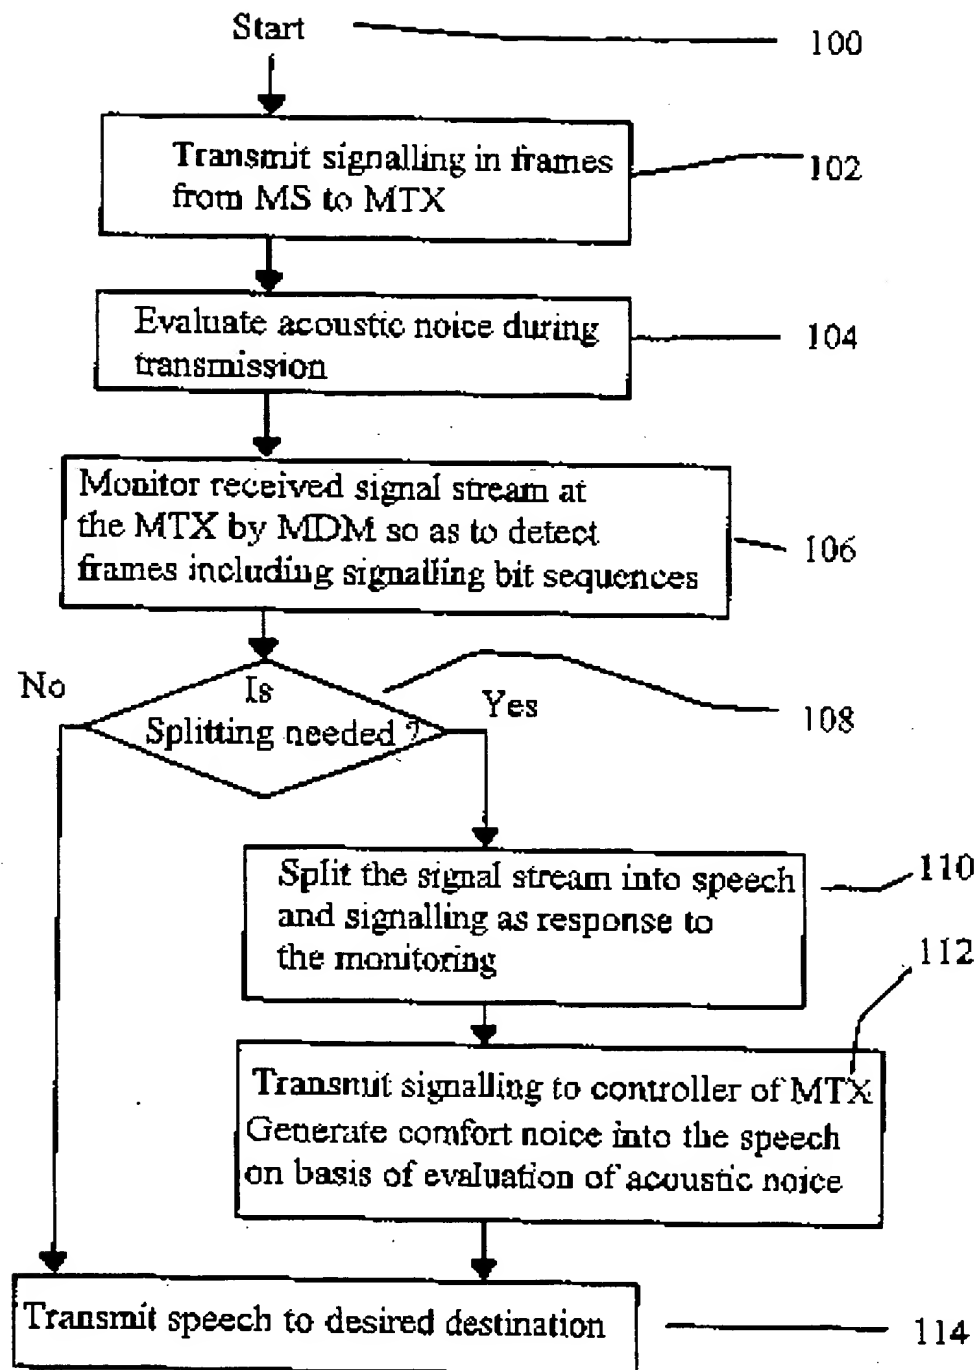 Start
100
Transmit signalling in frames
from MS to MTX
102
Evaluate acoustic noise during
transmission
104
Monitor received signal stream at
the MTX by MDM so as to detect
frames including signalling bit sequences
106
No
Is
Splitting needed ?
Yes
108
Split the signal stream into speech
and signalling as response to
the monitoring
110
112
Transmit signalling to controller of MTX
Generate comfort noise into the speech
on basis of evaluation of acoustic noise
Transmit speech to desired destination
114